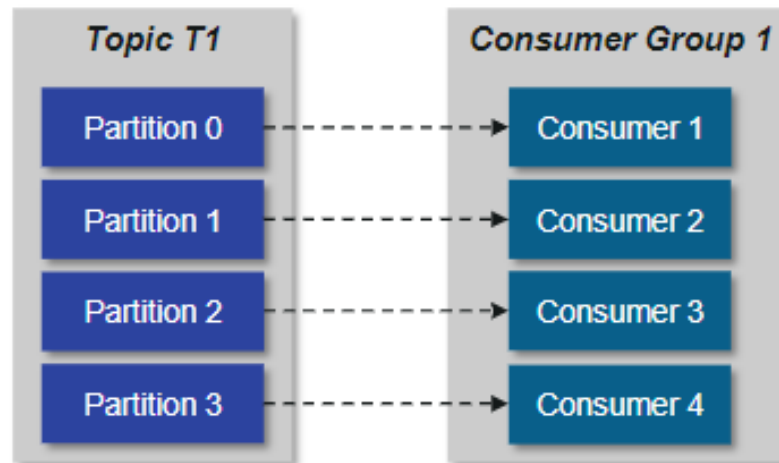 Topic T1
Partition 0
Partition 1
Partition 2
Partition 3
Consumer Group 1
Consumer 1
Consumer 2
Consumer 3
Consumer 4